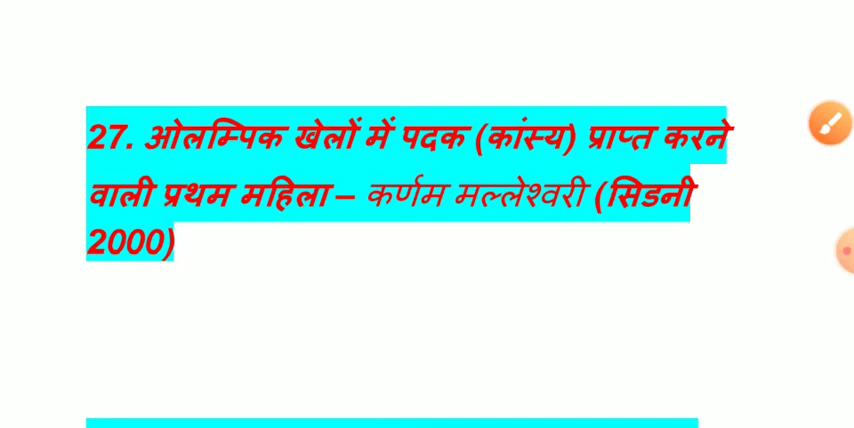 27. ओलम्पिक खेलों में पदक (कांस्य) प्राप्त करने
वाली प्रथम महिला – कर्णम मल्लेश्वरी (सिडनी
2000)